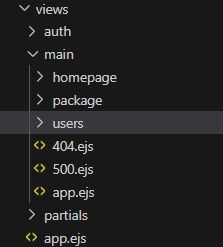 views
auth
main
homepage
package
users
404.ejs
500.ejs
app.ejs
partials
app.ejs